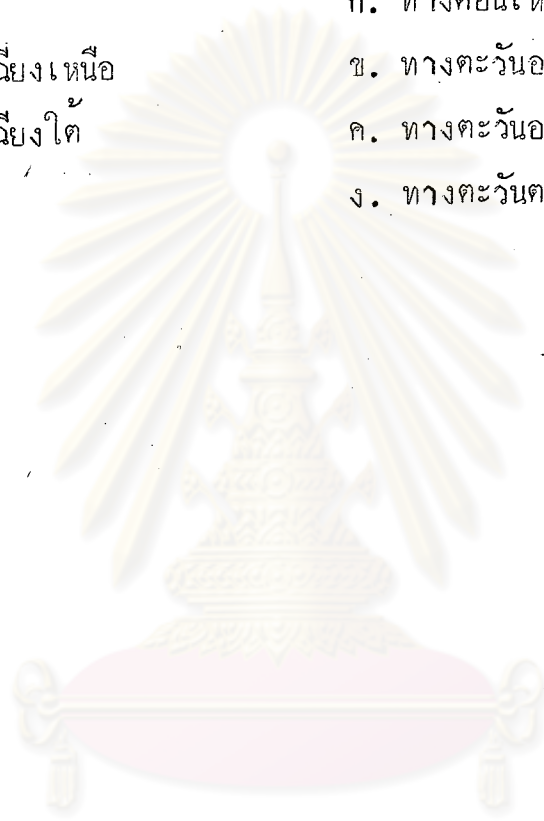 ฉียงเหนือ
ฉียงใต้
ข. ทางตะวันอ
ค. ทางตะวันอ
ง. ทางตะวันต